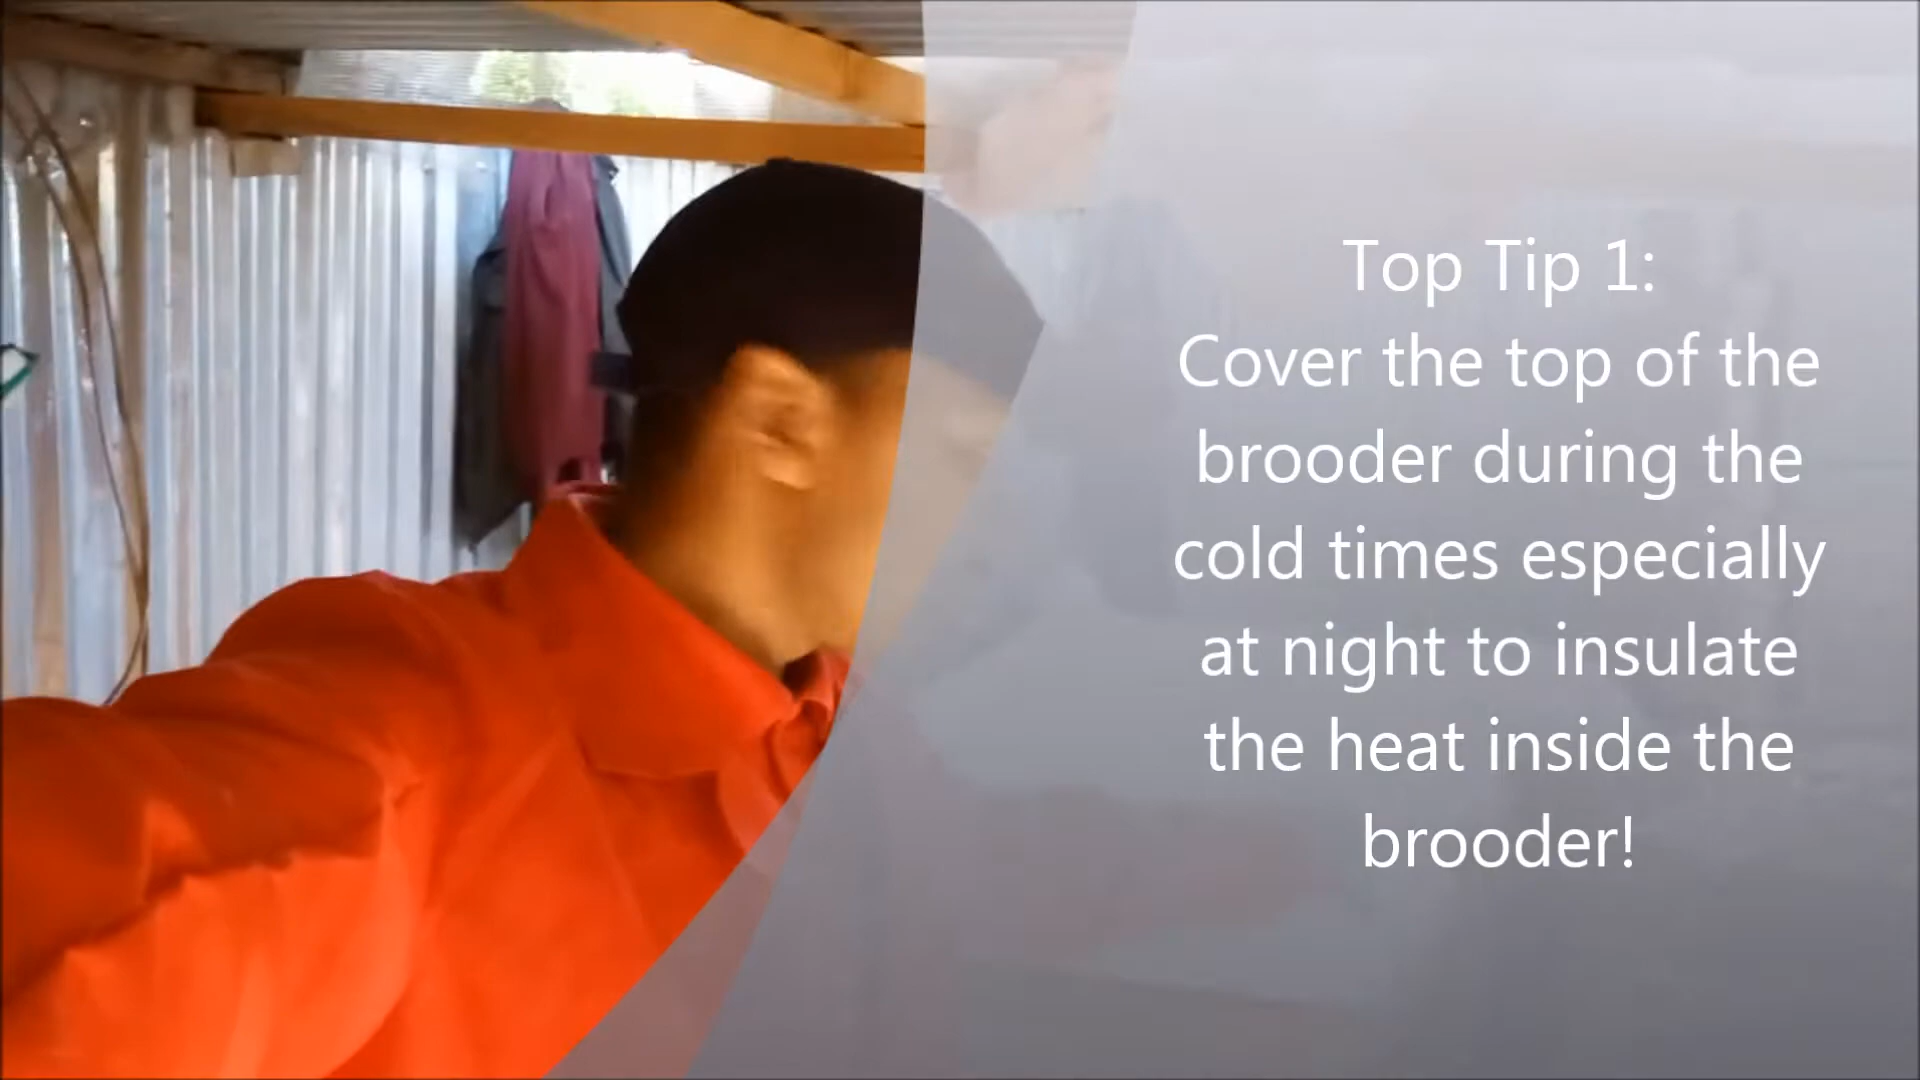 Top Tip 1:
Cover the top of the
brooder during the
cold times especially
at night to insulate
the heat inside the
brooder!